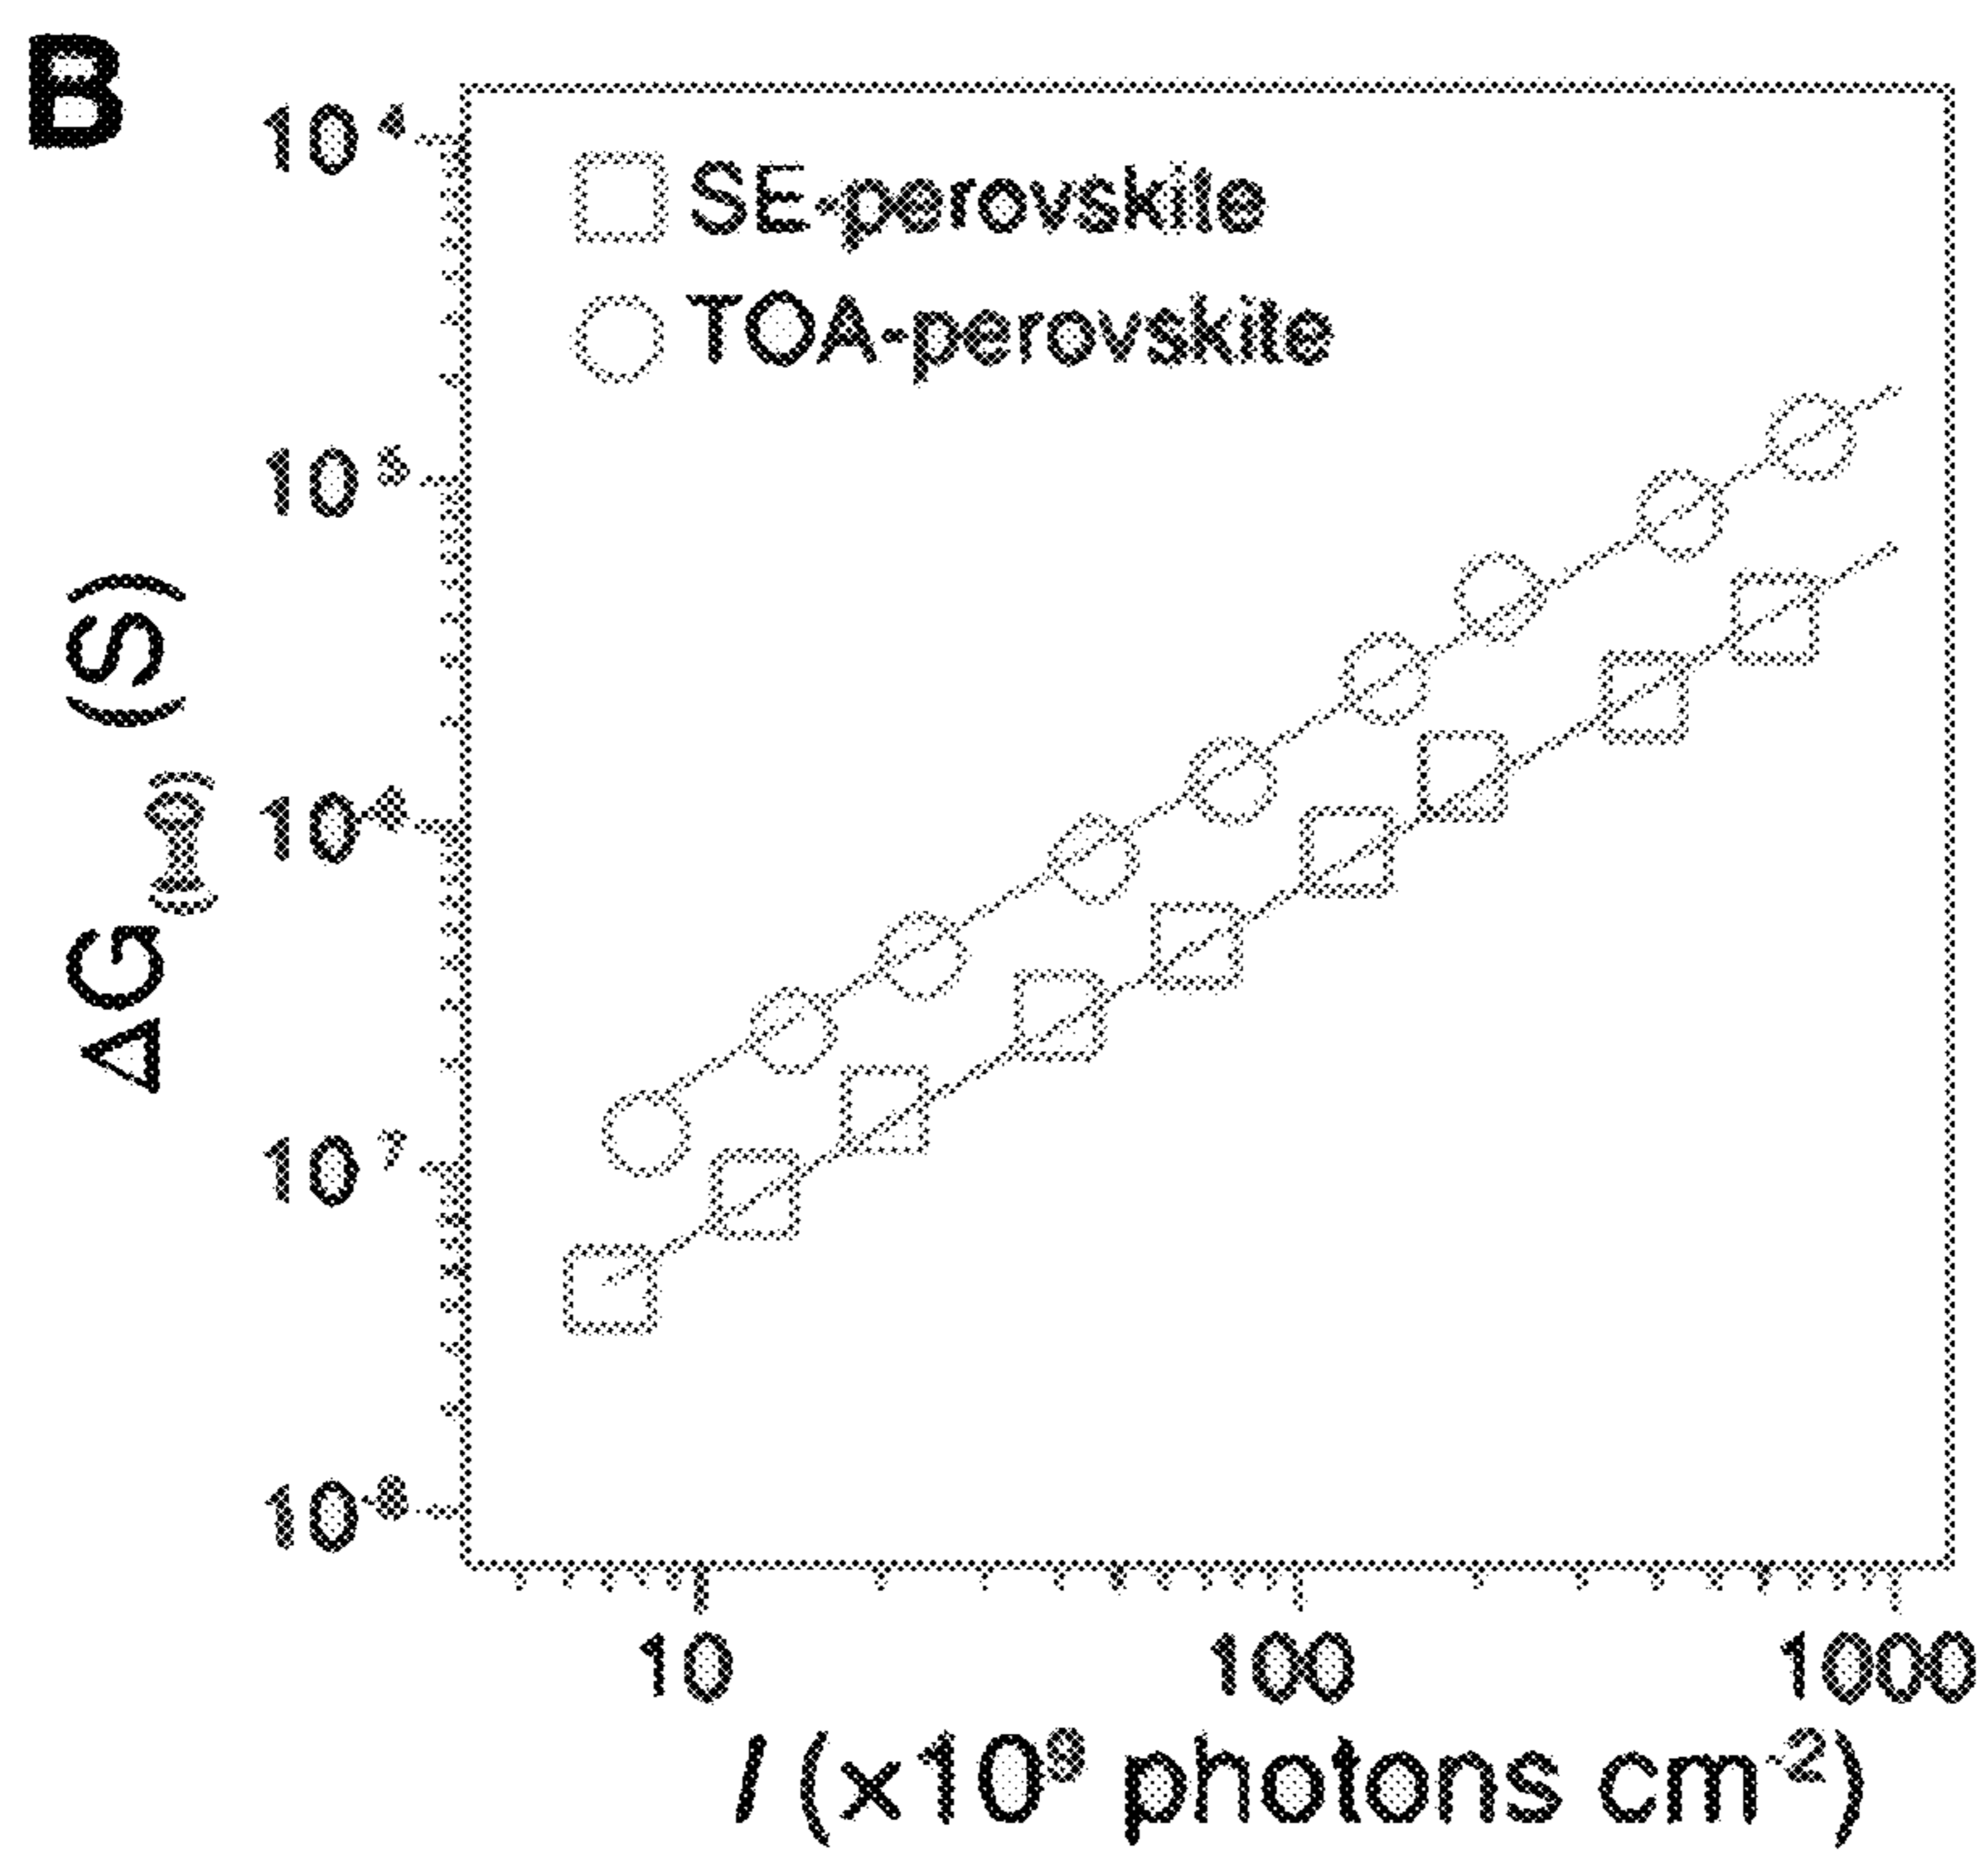 B
10⁻⁴
10⁻⁵
10⁻⁶
10⁻⁷
10⁻⁸
ΔG (S)
SE-perovskite
TOA-perovskite
10 100 1000
I (x10⁹ photons cm⁻²)